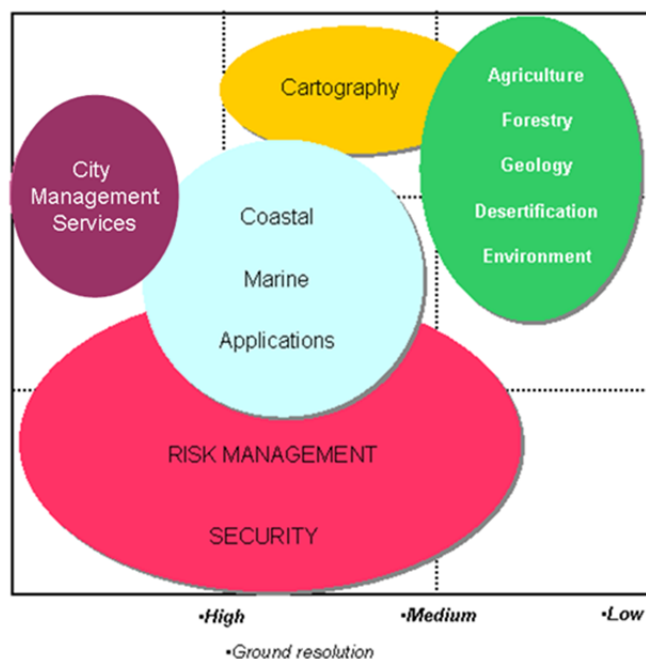 Cartography
Agriculture
Forestry
Geology
Desertification
Environment
City
Management
Services
Coastal
Marine
Applications
RISK MANAGEMENT
SECURITY
•High •Medium •Low
•Ground resolution